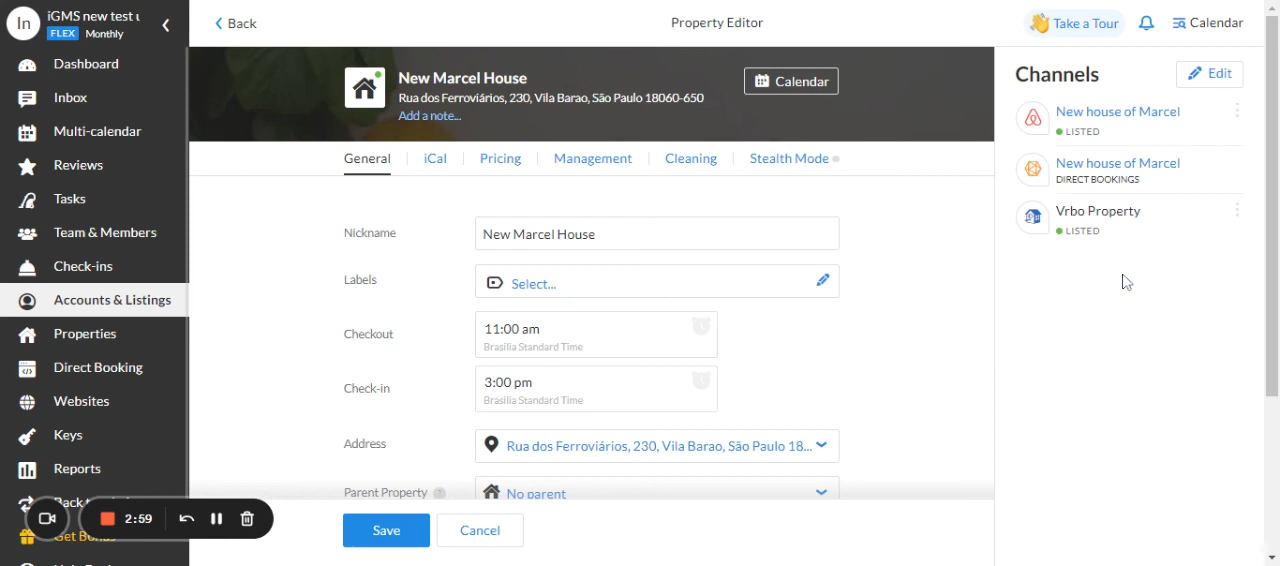 In
iGMS new test u
FLEX Monthly
Dashboard
Inbox
Multi-calendar
Reviews
Tasks
Team & Members
Check-ins
Accounts & Listings
Properties
Direct Booking
Websites
Keys
Reports
2:59
Back
Property Editor
Take a Tour
Calendar
New Marcel House
Rua dos Ferroviários, 230, Vila Barao, São Paulo 18060-650
Add a note...
Calendar
General
iCal
Pricing
Management
Cleaning
Stealth Mode
Nickname
New Marcel House
Labels
Select...
Checkout
11:00 am
Brasilia Standard Time
Check-in
3:00 pm
Brasilia Standard Time
Address
Rua dos Ferroviários, 230, Vila Barao, São Paulo 18...
Parent Property ?
No parent
Save
Cancel
Channels
Edit
New house of Marcel
LISTED
New house of Marcel
DIRECT BOOKINGS
Vrbo Property
LISTED